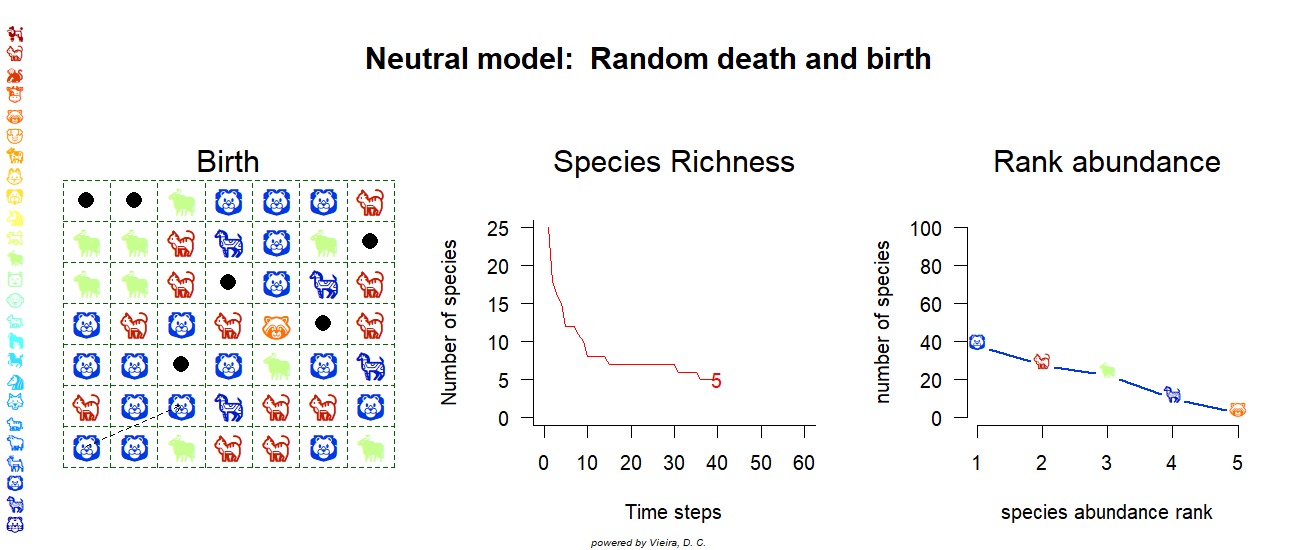 Neutral model:  Random death and birth
Birth
Species Richness
Rank abundance
Number of species
25
20
15
10
5
0
5
0 10 20 30 40 50 60
Time steps
number of species
100
80
60
40
20
0
1 2 3 4 5
species abundance rank
powered by Vieira, D. C.